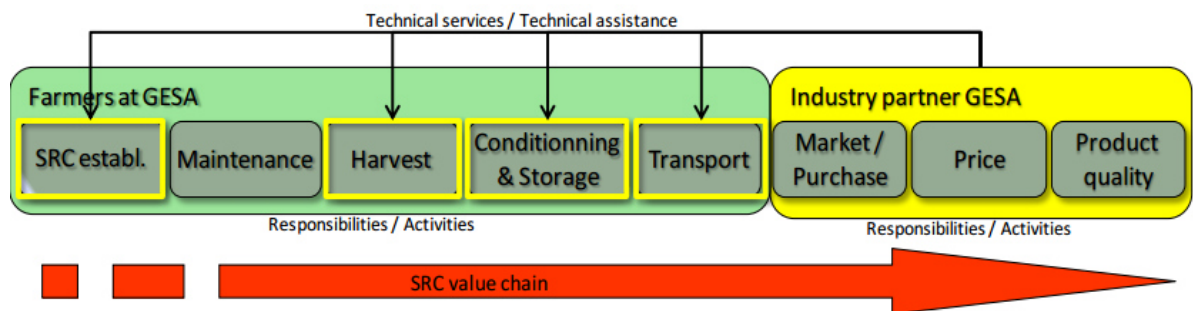 Technical services / Technical assistance
Farmers at GESA
Industry partner GESA
SRC establ.
Maintenance
Harvest
Conditionning
& Storage
Transport
Market /
Purchase
Price
Product
quality
Responsibilities / Activities
Responsibilities / Activities
SRC value chain